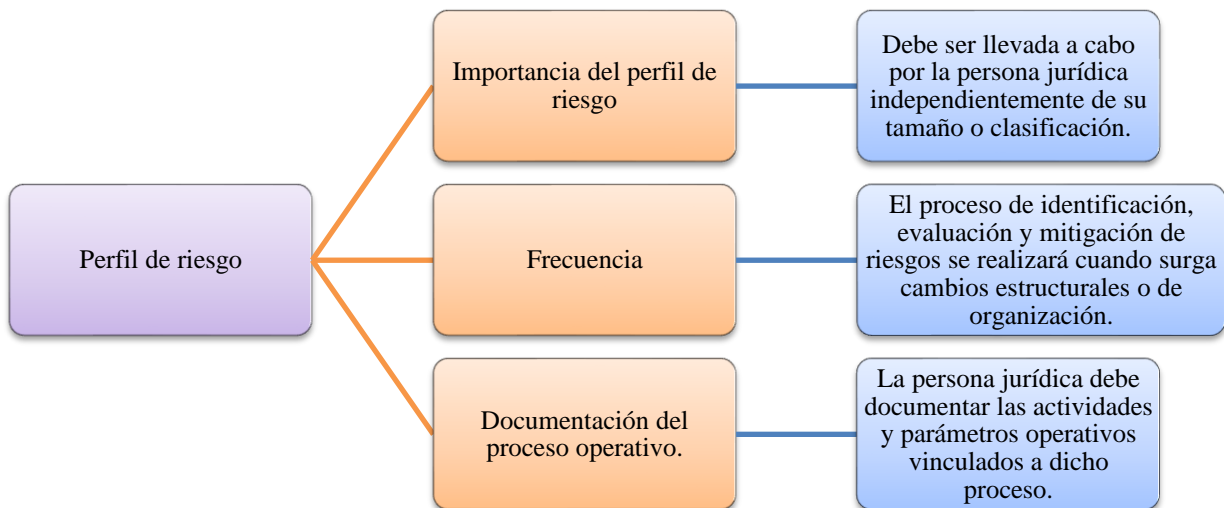 Perfil de riesgo
Importancia del perfil de
riesgo
Debe ser llevada a cabo
por la persona jurídica
independientemente de su
tamaño o clasificación.
Frecuencia
El proceso de identificación,
evaluación y mitigación de
riesgos se realizará cuando surga
cambios estructurales o de
organización.
Documentación del
proceso operativo.
La persona jurídica debe
documentar las actividades
y parámetros operativos
vinculados a dicho
proceso.